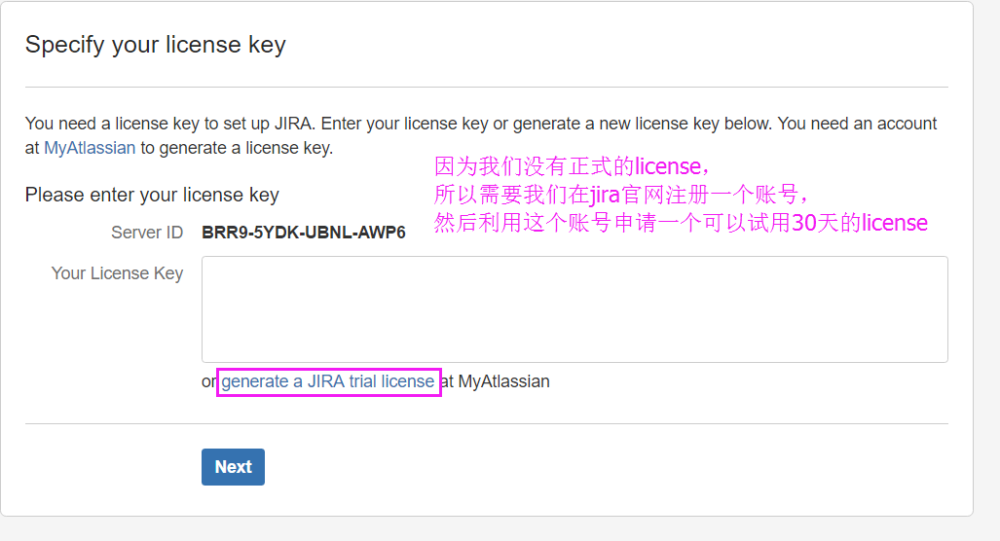 Specify your license key
You need a license key to set up JIRA. Enter your license key or generate a new license key below. You need an account
at MyAtlassian to generate a license key.
因为我们没有正式的license，
所以需要我们在jira官网注册一个账号，
然后利用这个账号申请一个可以试用30天的license
Please enter your license key
Server ID BRR9-5YDK-UBNL-AWP6
Your License Key
or generate a JIRA trial license at MyAtlassian
Next